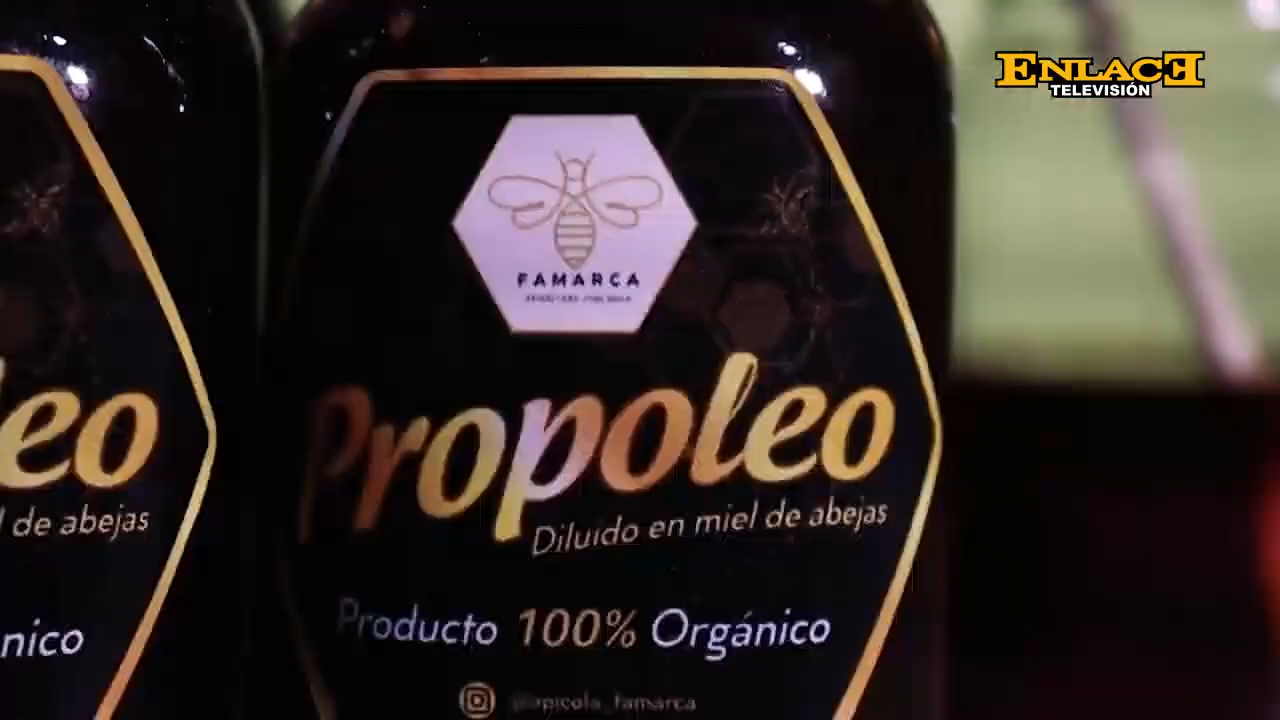 ENLACE
TELEVISIÓN
FAMARCA
Propoleo
Diluido en miel de abejas
Producto 100% Orgánico
@apicola_famarca
leo
l de abejas
nico